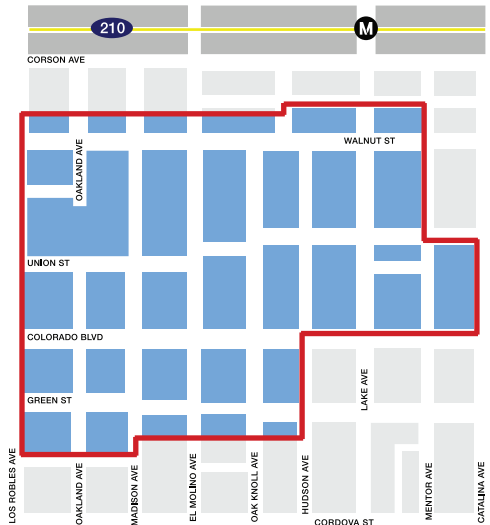 210
M
CORSON AVE
WALNUT ST
OAKLAND AVE
UNION ST
COLORADO BLVD
GREEN ST
LAKE AVE
LOS ROBLES AVE
OAKLAND AVE
MADISON AVE
EL MOLINO AVE
OAK KNOLL AVE
HUDSON AVE
MENTOR AVE
CATALINA AVE
CORDOVA ST